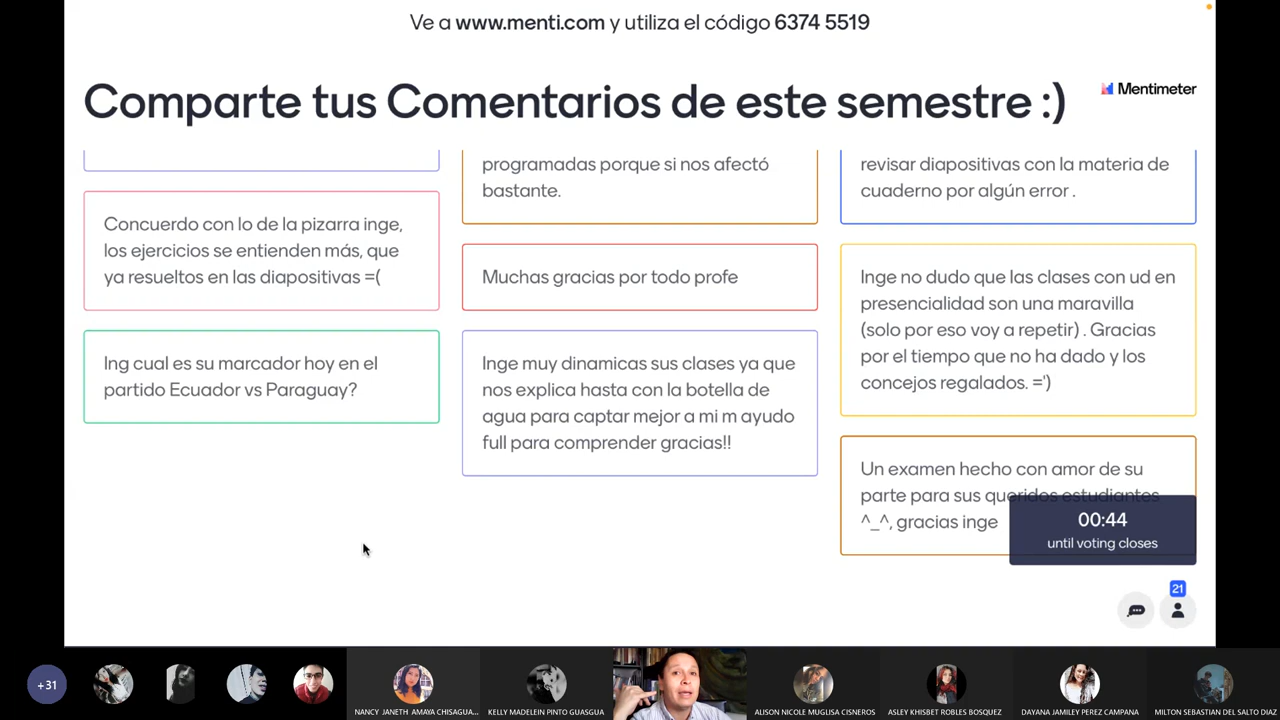 Ve a www.menti.com y utiliza el código 6374 5519
Comparte tus Comentarios de este semestre :)
Mentimeter
Concuerdo con lo de la pizarra inge,
los ejercicios se entienden más, que
ya resueltos en las diapositivas =(
Ing cual es su marcador hoy en el
partido Ecuador vs Paraguay?
programadas porque si nos afectó
bastante.
Muchas gracias por todo profe
Inge muy dinamicas sus clases ya que
nos explica hasta con la botella de
agua para captar mejor a mi m ayudo
full para comprender gracias!!
revisar diapositivas con la materia de
cuaderno por algún error .
Inge no dudo que las clases con ud en
presencialidad son una maravilla
(solo por eso voy a repetir) . Gracias
por el tiempo que no ha dado y los
concejos regalados. =')
Un examen hecho con amor de su
parte para sus queridos estudiantes
^_^, gracias inge
00:44
until voting closes
21
+31
NANCY JANETH AMAYA CHISAGUA...
KELLY MADELEIN PINTO GUASGUA
ALISON NICOLE MUGLISA CISNEROS
ASLEY KHISBET ROBLES BOSQUEZ
DAYANA JAMILEY PEREZ CAMPANA
MILTON SEBASTIAN DEL SALTO DIAZ